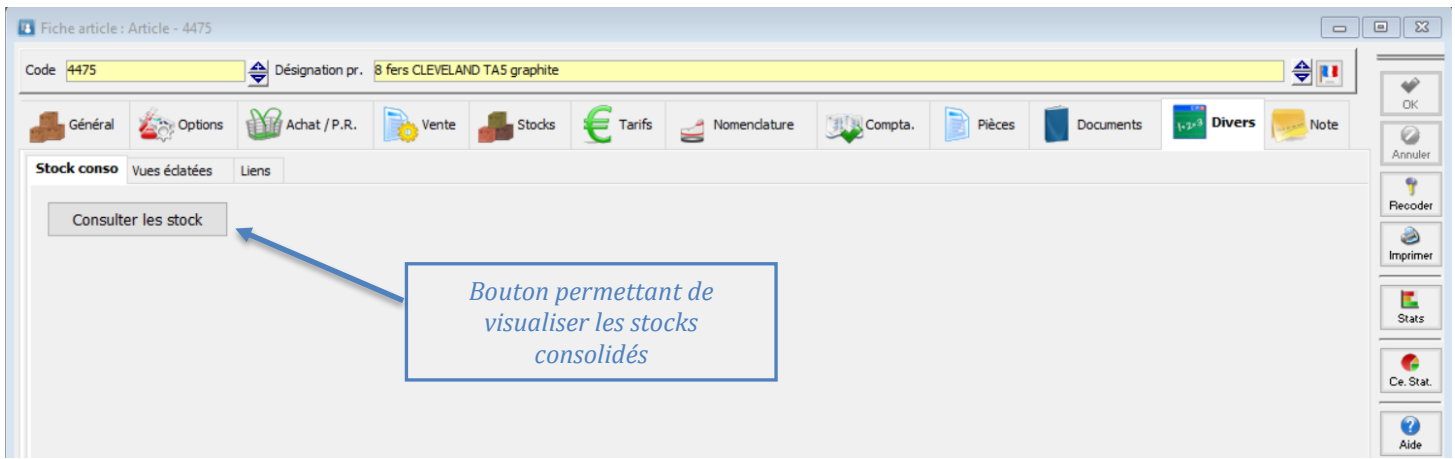 Fiche article : Article - 4475
Code 4475 Désignation pr. 8 fers CLEVELAND TA5 graphite
Général Options Achat / P.R. Vente Stocks Tarifs Nomenclature Compta. Pièces Documents Divers Note
Stock conso Vues éclatées Liens
Consulter les stock
Bouton permettant de
visualiser les stocks
consolidés
OK
Annuler
Recoder
Imprimer
Stats
Ce. Stat.
Aide